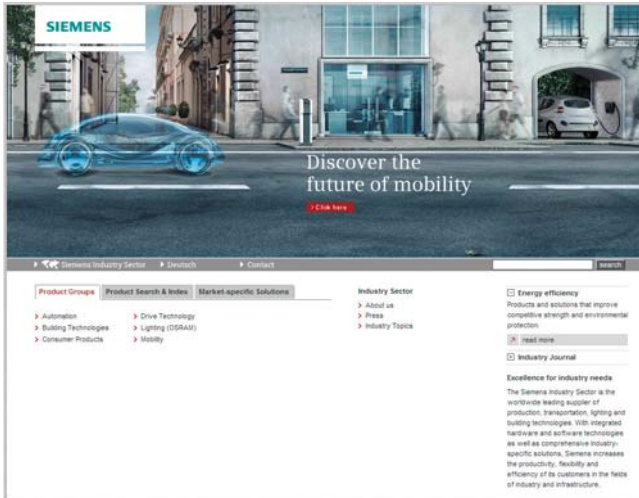 SIEMENS
SIEMENS
Discover the
future of mobility
> Click here
Siemens Industry Sector Deutsch Contact search
Product Groups Product Search & Index Market-specific Solutions
Automation Drive Technology
Building Technologies Lighting (OSRAM)
Consumer Products Mobility
Industry Sector
About us
Press
Industry Topics
Energy efficiency
Products and solutions that improve
competitive strength and environmental
protection.
read more
Industry Journal
Excellence for industry needs
The Siemens Industry Sector is the
worldwide leading supplier of
production, transportation, lighting and
building technologies. With integrated
hardware and software technologies
as well as comprehensive industry-
specific solutions, Siemens increases
the productivity, flexibility and
efficiency of its customers in the fields
of industry and infrastructure.